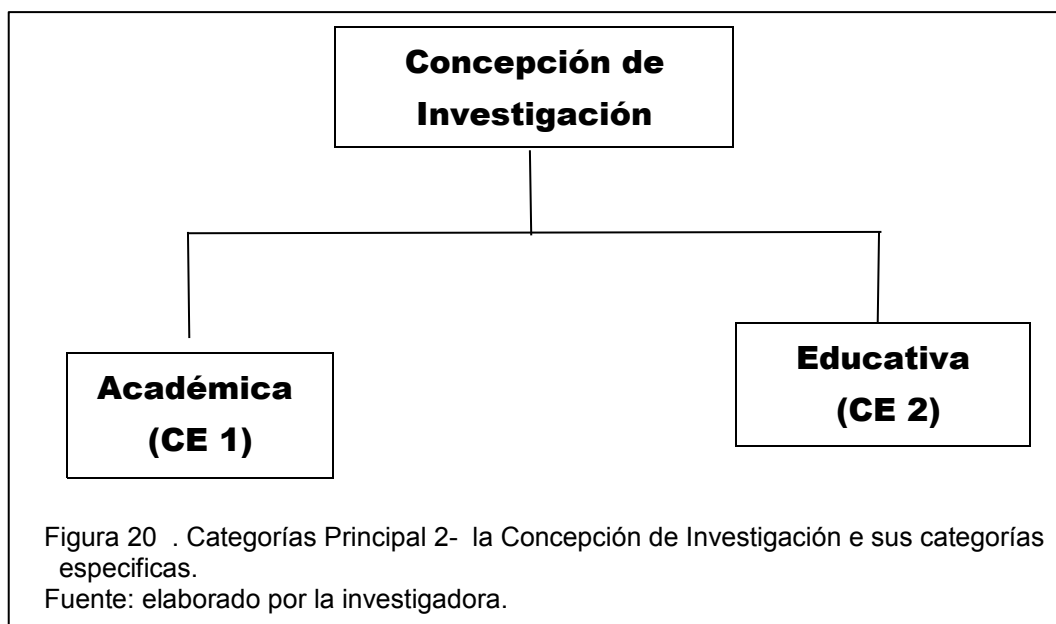 Concepción de
Investigación
Académica
(CE 1)
Educativa
(CE 2)
Figura 20 . Categorías Principal 2- la Concepción de Investigación e sus categorías
especificas.
Fuente: elaborado por la investigadora.